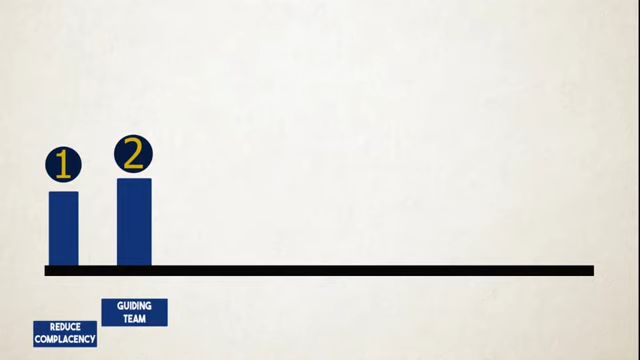 1
2
GUIDING
TEAM
REDUCE
COMPLACENCY